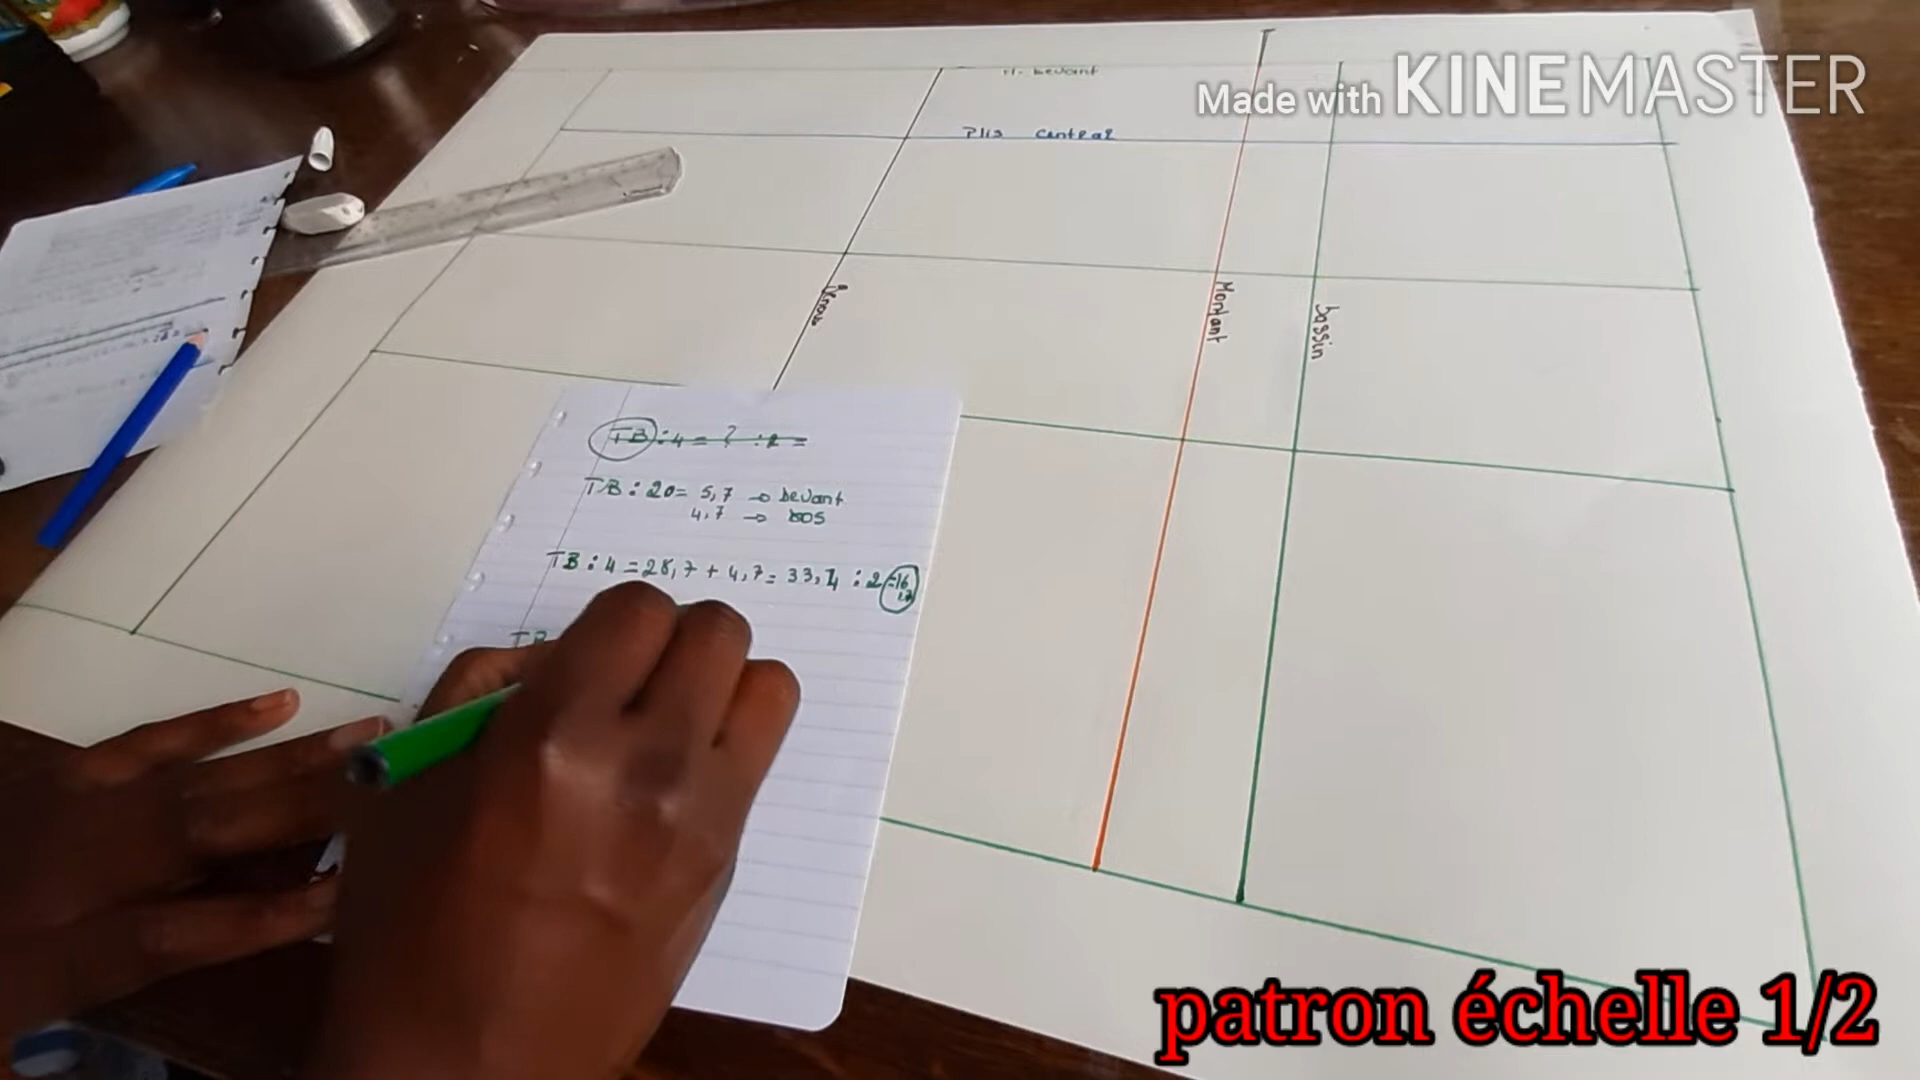 Made with KINEMASTER
Plis central
Montant
bassin
TB : 4 = ? : 2 =
TB : 20 = 5,7 → devant
4,7 → dos
TB : 4 = 28,7 + 4,7 = 33,4 : 2 = 16
TB
patron échelle 1/2